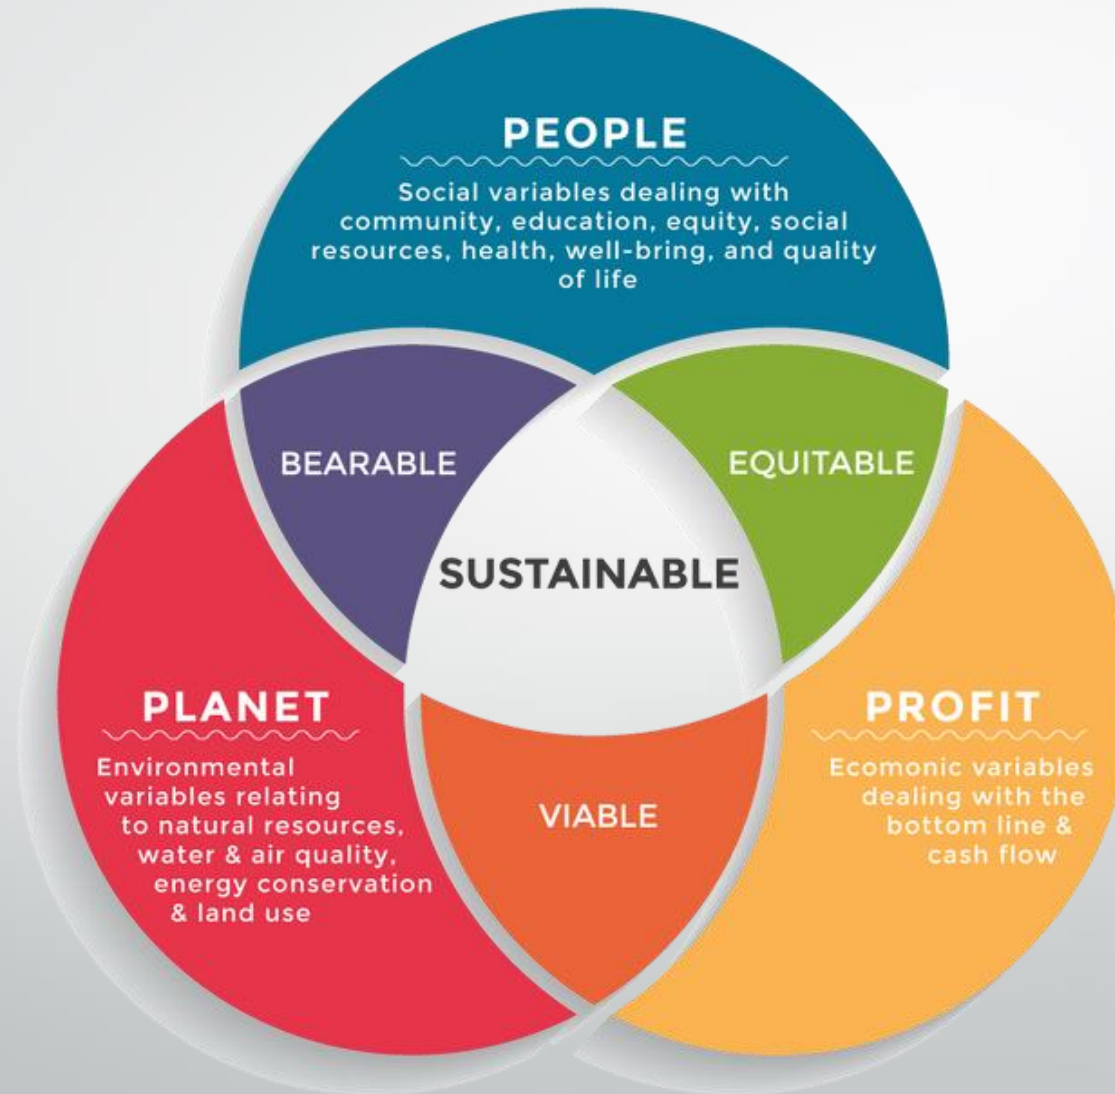 PEOPLE
Social variables dealing with
community, education, equity, social
resources, health, well-bring, and quality
of life
BEARABLE
EQUITABLE
SUSTAINABLE
PLANET
Environmental
variables relating
to natural resources,
water & air quality,
energy conservation
& land use
VIABLE
PROFIT
Ecomonic variables
dealing with the
bottom line &
cash flow